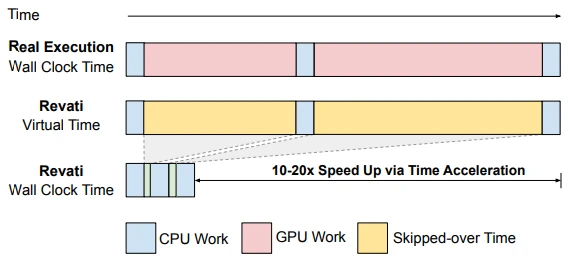 Time
Real Execution
Wall Clock Time
Revati
Virtual Time
Revati
Wall Clock Time
10-20x Speed Up via Time Acceleration
CPU Work
GPU Work
Skipped-over Time